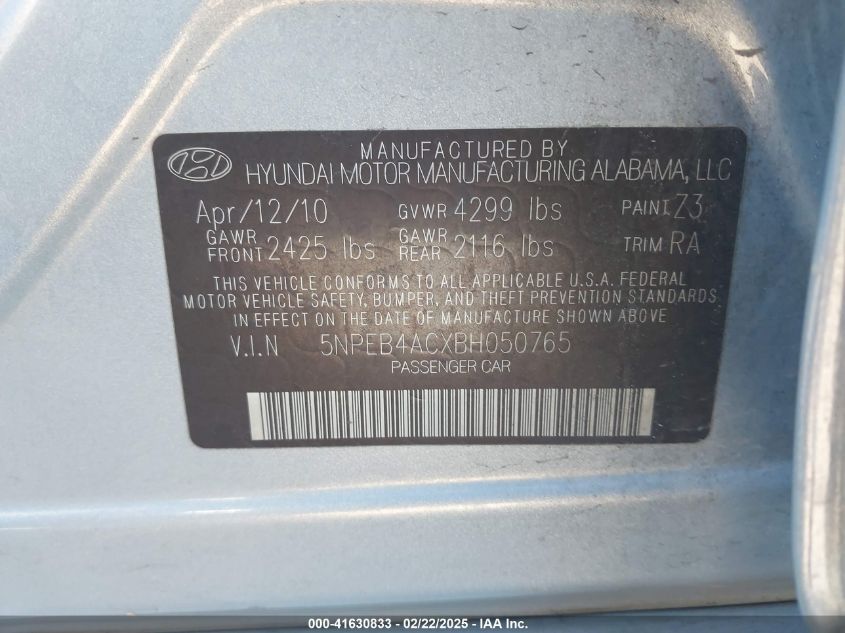 MANUFACTURED BY
HYUNDAI MOTOR MANUFACTURING ALABAMA, LLC
Apr/12/10 GVWR 4299 lbs PAINT Z3
GAWR FRONT 2425 lbs GAWR REAR 2116 lbs TRIM RA
THIS VEHICLE CONFORMS TO ALL APPLICABLE U.S.A. FEDERAL
MOTOR VEHICLE SAFETY, BUMPER, AND THEFT PREVENTION STANDARDS
IN EFFECT ON THE DATE OF MANUFACTURE SHOWN ABOVE
V.I.N 5NPEB4ACXBH050765
PASSENGER CAR
000-41630833 - 02/22/2025 - IAAI, Inc.